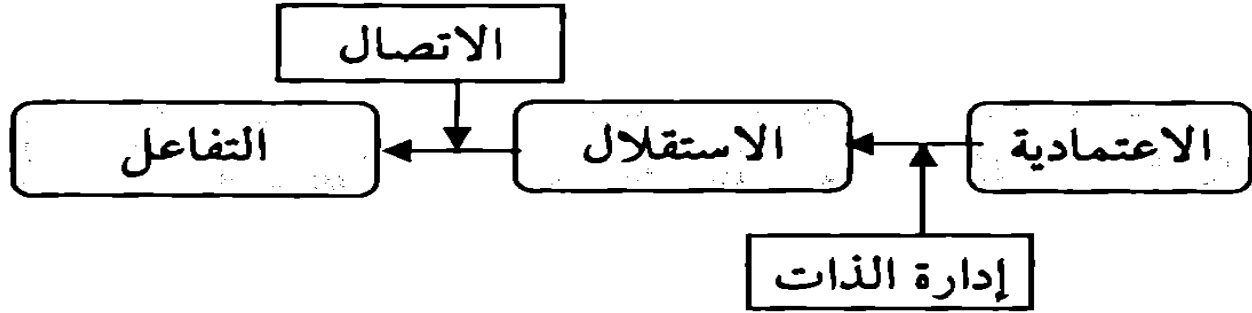 الاتصال
الاعتمادية
الاستقلال
التفاعل
إدارة الذات